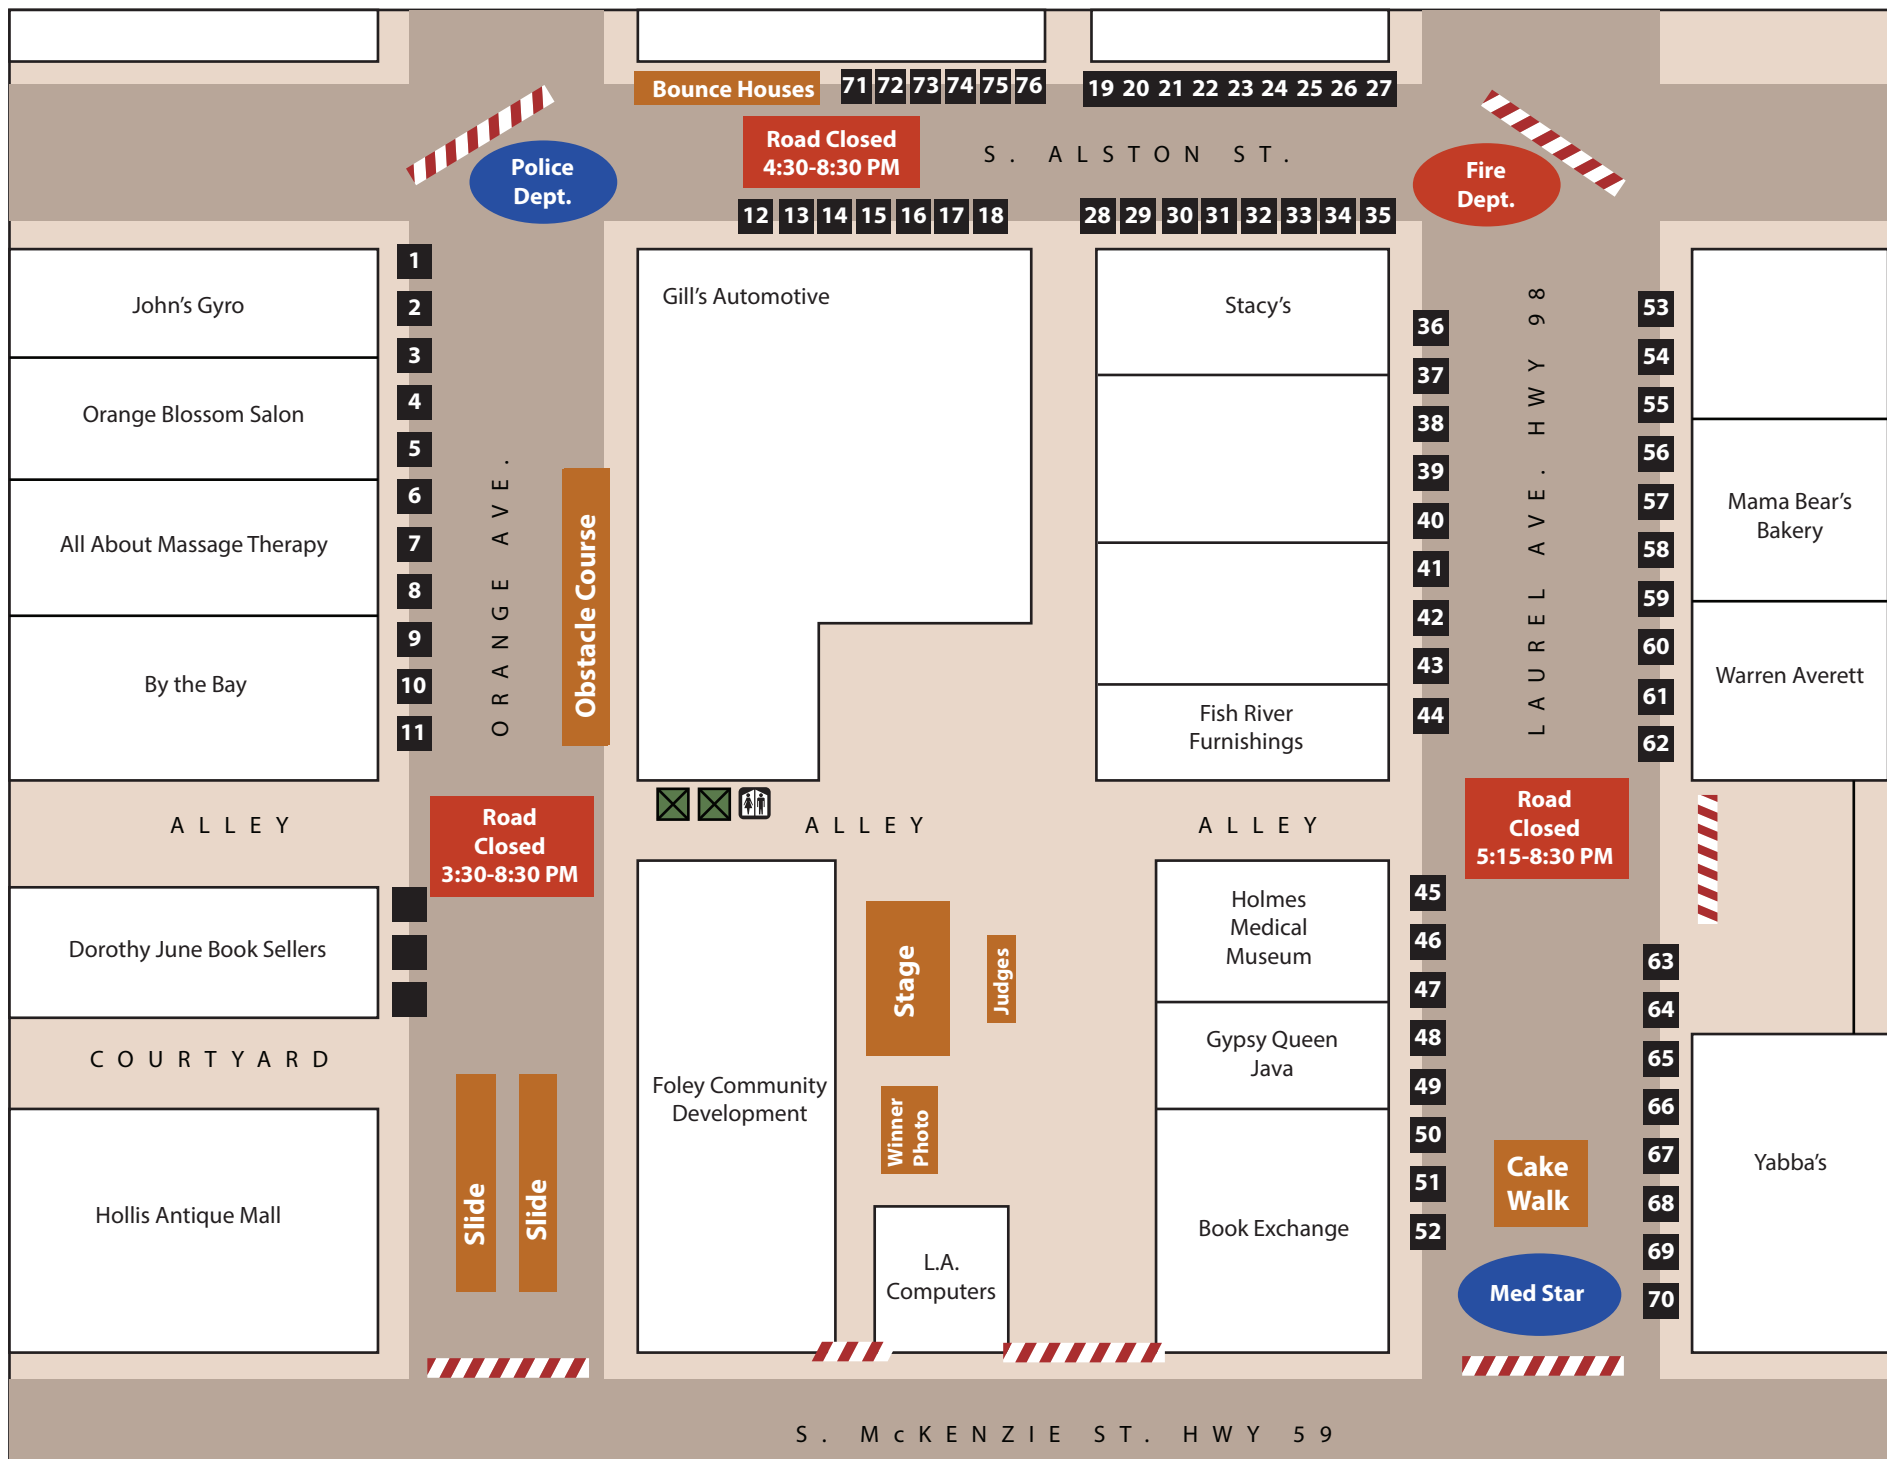 Bounce Houses
71 72 73 74 75 76
19 20 21 22 23 24 25 26 27
Road Closed
4:30-8:30 PM
S. ALSTON ST.
Police
Dept.
Fire
Dept.
12 13 14 15 16 17 18
28 29 30 31 32 33 34 35
John's Gyro
Orange Blossom Salon
All About Massage Therapy
By the Bay
1
2
3
4
5
6
7
8
9
10
11
ORANGE AVE.
Obstacle Course
Gill's Automotive
Stacy's
Fish River
Furnishings
36
37
38
39
40
41
42
43
44
LAUREL AVE. HWY 98
53
54
55
56
57
58
59
60
61
62
Mama Bear's
Bakery
Warren Averett
ALLEY
Road
Closed
3:30-8:30 PM
ALLEY
ALLEY
Road
Closed
5:15-8:30 PM
Dorothy June Book Sellers
COURTYARD
Hollis Antique Mall
Slide
Slide
Foley Community
Development
Stage
Judges
Winner
Photo
L.A.
Computers
Holmes
Medical
Museum
Gypsy Queen
Java
Book Exchange
45
46
47
48
49
50
51
52
Cake
Walk
Med Star
63
64
65
66
67
68
69
70
Yabba's
S. McKENZIE ST. HWY 59